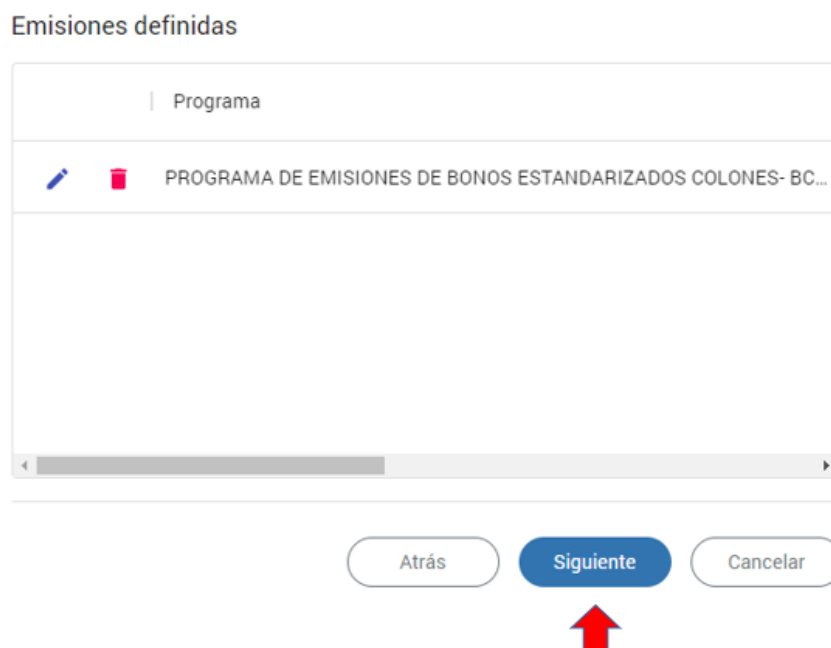 Emisiones definidas
Programa
PROGRAMA DE EMISIONES DE BONOS ESTANDARIZADOS COLONES- BC...
Atrás
Siguiente
Cancelar